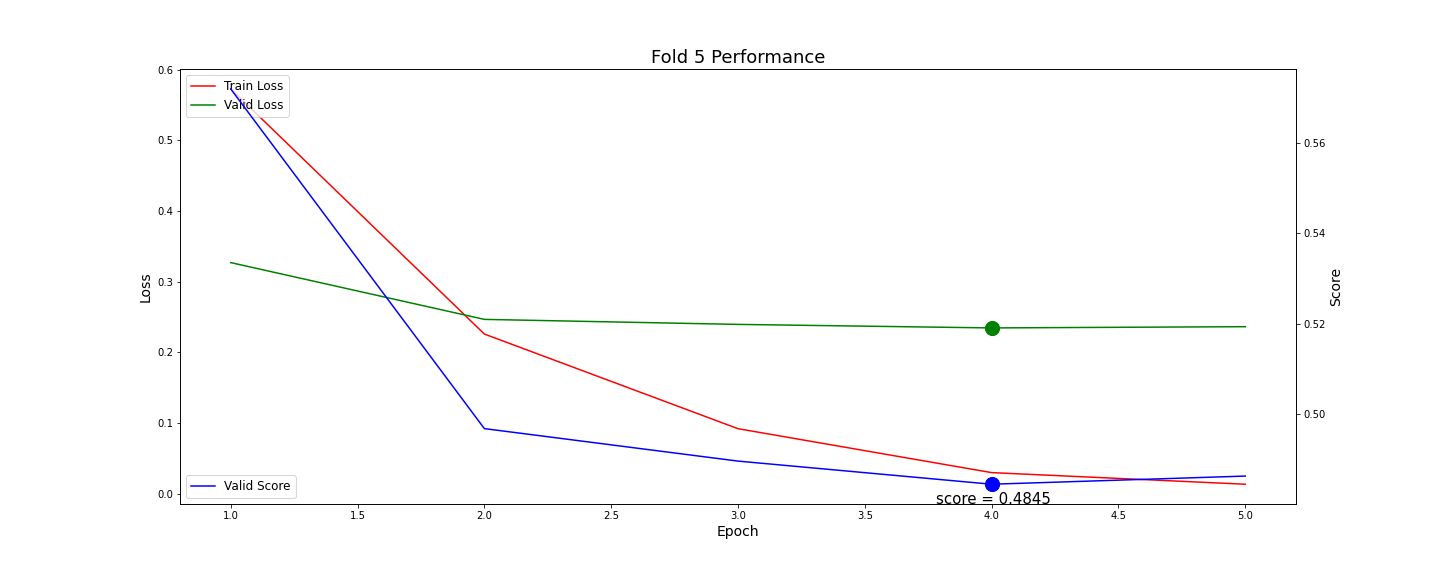 Fold 5 Performance
0.6
0.5
0.4
0.3
0.2
0.1
0.0
Loss
Train Loss
Valid Loss
Valid Score
score = 0.4845
0.56
0.54
0.52
0.50
Score
1.0 1.5 2.0 2.5 3.0 3.5 4.0 4.5 5.0
Epoch